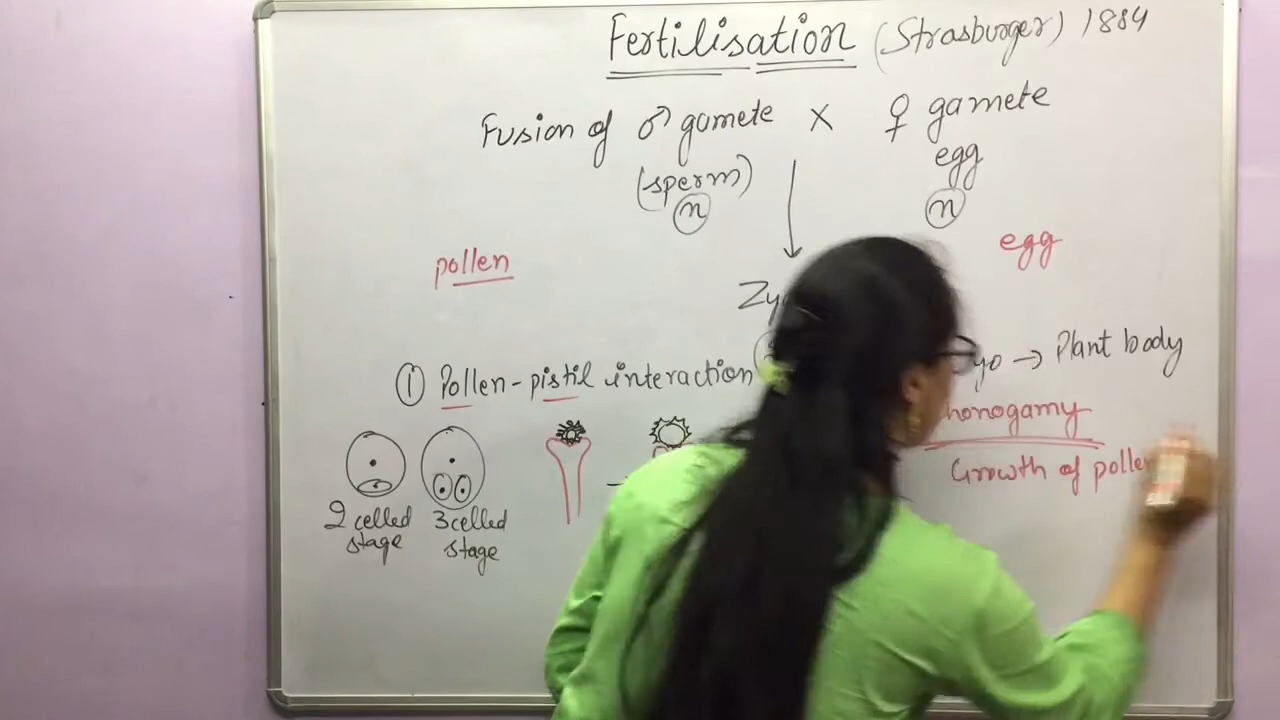 Fertilisation (Strasburger) 1884
Fusion of ♂ gamete X ♀ gamete
(sperm) egg
n n
pollen egg
① Pollen-pistil interaction → Plant body
Growth of pollen
2 celled stage
3 celled stage